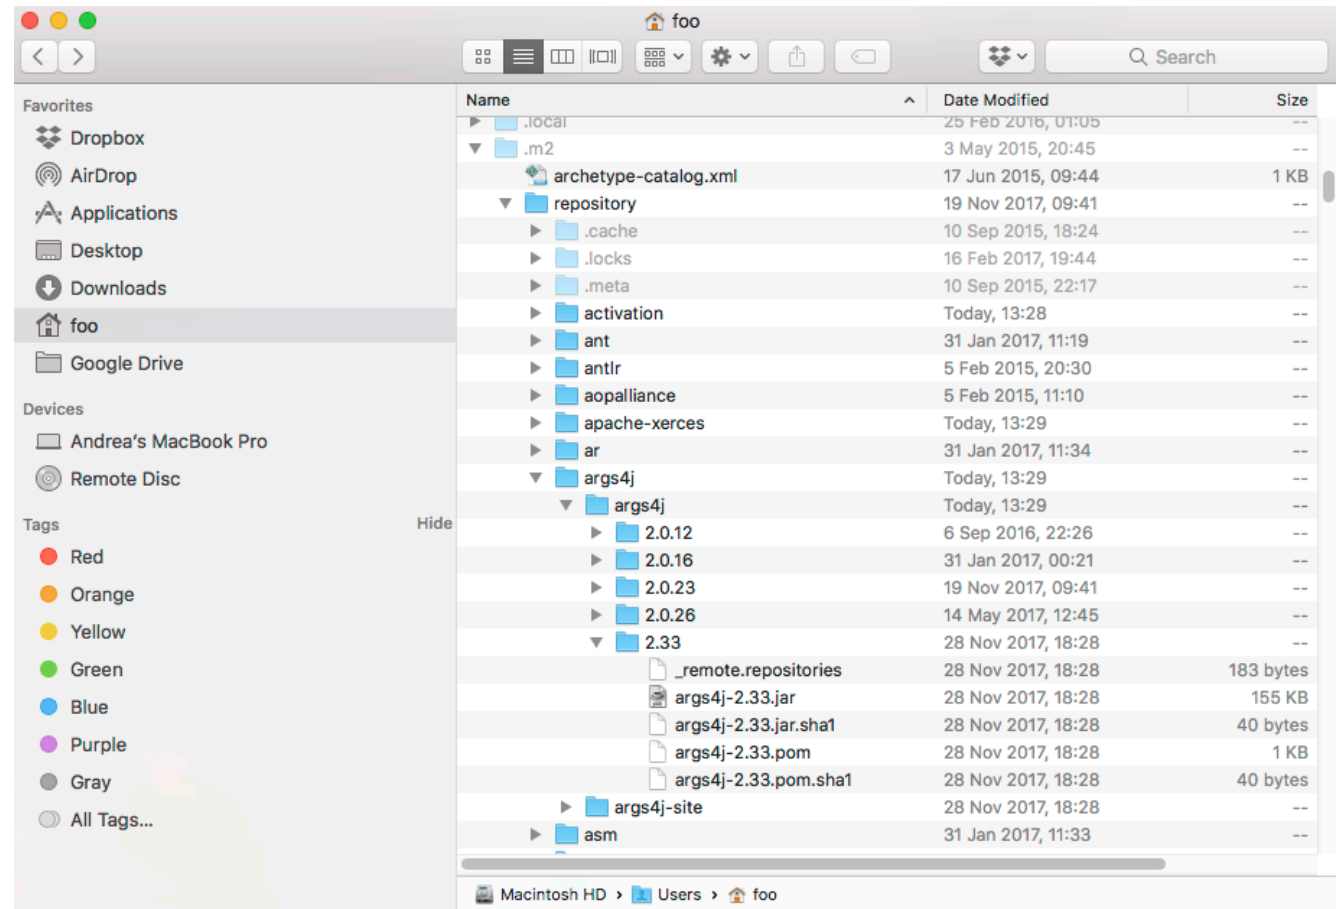 foo
Search
Favorites
Dropbox
AirDrop
Applications
Desktop
Downloads
foo
Google Drive
Devices
Andrea's MacBook Pro
Remote Disc
Tags Hide
Red
Orange
Yellow
Green
Blue
Purple
Gray
All Tags...
Name Date Modified Size
.local 25 Feb 2016, 01:05 --
.m2 3 May 2015, 20:45 --
archetype-catalog.xml 17 Jun 2015, 09:44 1 KB
repository 19 Nov 2017, 09:41 --
.cache 10 Sep 2015, 18:24 --
.locks 16 Feb 2017, 19:44 --
.meta 10 Sep 2015, 22:17 --
activation Today, 13:28 --
ant 31 Jan 2017, 11:19 --
antlr 5 Feb 2015, 20:30 --
aopalliance 5 Feb 2015, 11:10 --
apache-xerces Today, 13:29 --
ar 31 Jan 2017, 11:34 --
args4j Today, 13:29 --
args4j Today, 13:29 --
2.0.12 6 Sep 2016, 22:26 --
2.0.16 31 Jan 2017, 00:21 --
2.0.23 19 Nov 2017, 09:41 --
2.0.26 14 May 2017, 12:45 --
2.33 28 Nov 2017, 18:28 --
_remote.repositories 28 Nov 2017, 18:28 183 bytes
args4j-2.33.jar 28 Nov 2017, 18:28 155 KB
args4j-2.33.jar.sha1 28 Nov 2017, 18:28 40 bytes
args4j-2.33.pom 28 Nov 2017, 18:28 1 KB
args4j-2.33.pom.sha1 28 Nov 2017, 18:28 40 bytes
args4j-site 28 Nov 2017, 18:28 --
asm 31 Jan 2017, 11:33 --
Macintosh HD › Users › foo